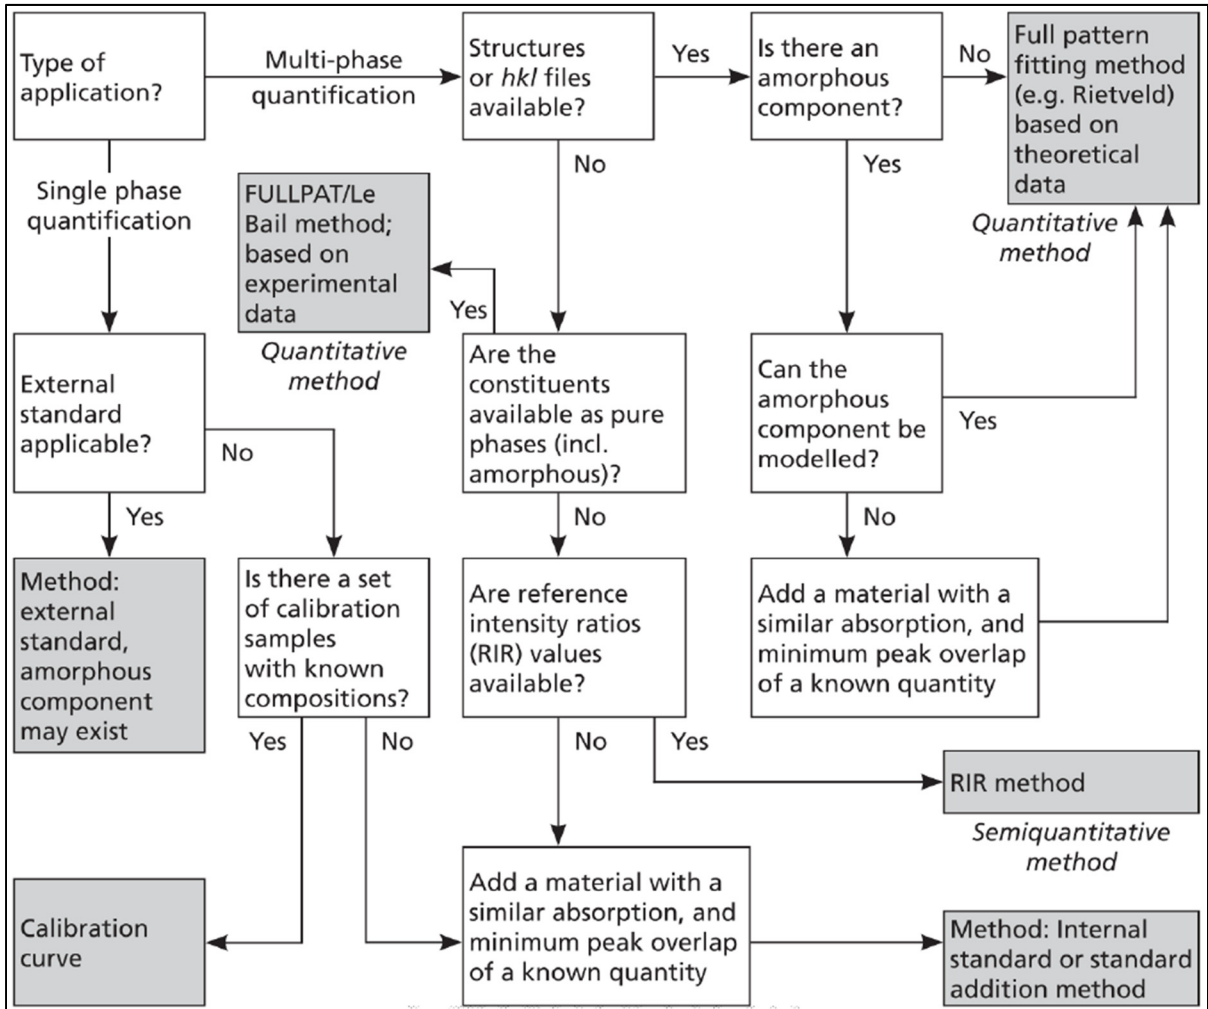 Type of
application?
Multi-phase
quantification
Structures
or hkl files
available?
Yes
Is there an
amorphous
component?
No
Full pattern
fitting method
(e.g. Rietveld)
based on
theoretical
data
Quantitative
method
Single phase
quantification
No
Yes
FULLPAT/Le
Bail method;
based on
experimental
data
Quantitative
method
Yes
External
standard
applicable?
No
Are the
constituents
available as pure
phases (incl.
amorphous)?
Can the
amorphous
component be
modelled?
Yes
Yes
No
No
Method:
external
standard,
amorphous
component
may exist
Is there a set
of calibration
samples
with known
compositions?
Are reference
intensity ratios
(RIR) values
available?
Add a material with a
similar absorption, and
minimum peak overlap
of a known quantity
Yes
No
No
Yes
RIR method
Semiquantitative
method
Calibration
curve
Add a material with a
similar absorption, and
minimum peak overlap
of a known quantity
Method: Internal
standard or standard
addition method